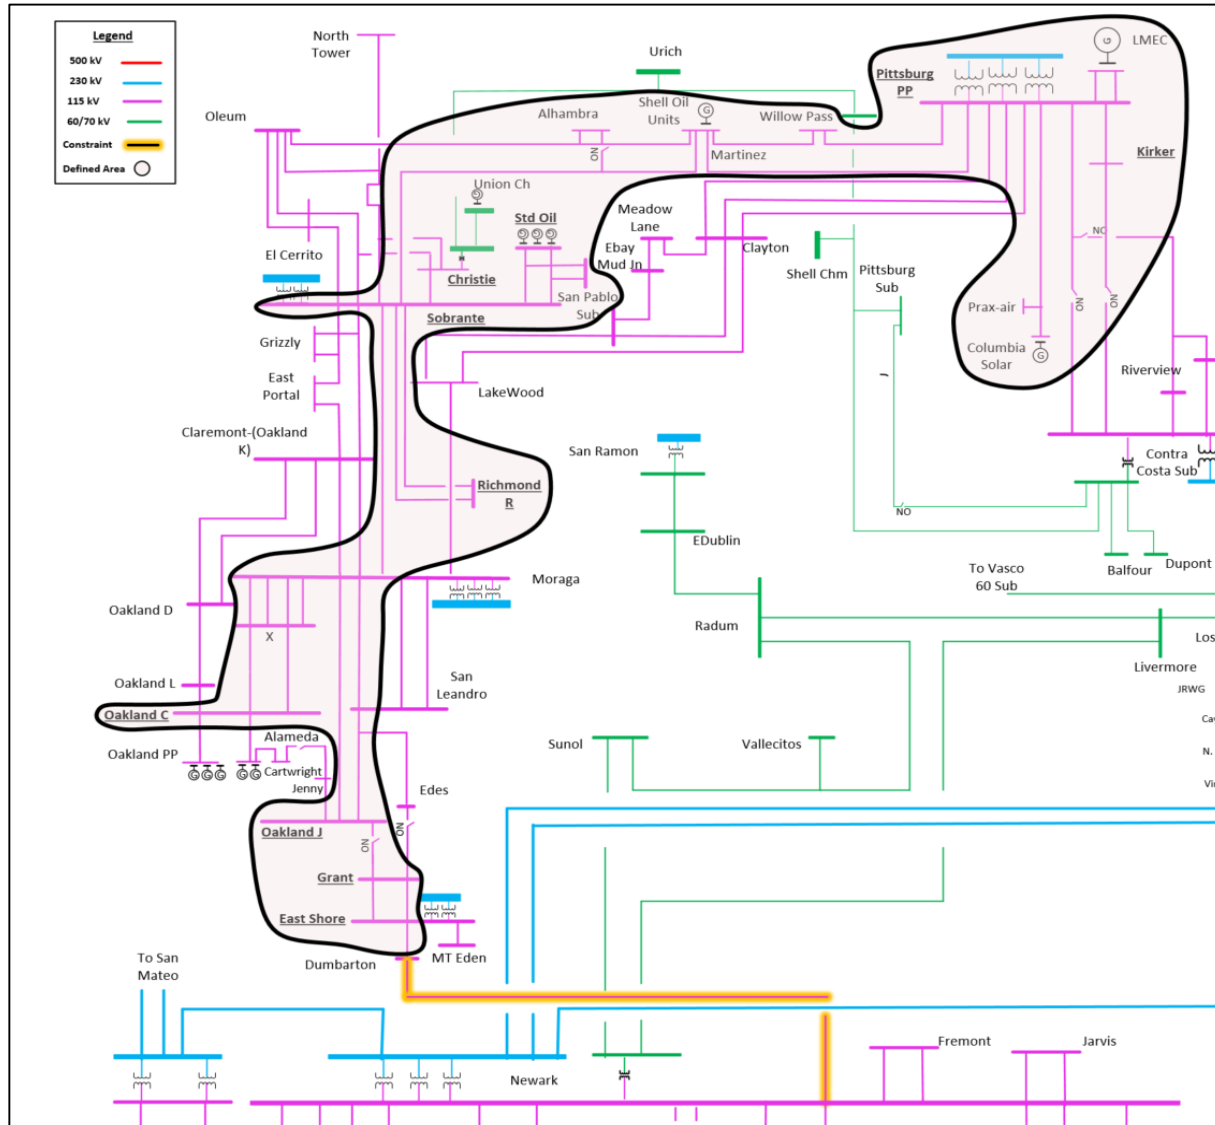 Legend
500 kV
230 kV
115 kV
60/70 kV
Constraint
Defined Area
North
Tower
Urich
LMEC
G
Pittsburg
PP
Oleum
Alhambra
Shell Oil
Units
G
Willow Pass
NO
Martinez
Kirker
Union Ch
G
Std Oil
G G G
Meadow
Lane
Ebay
Mud Jn
Clayton
NO
El Cerrito
Christie
San Pablo
Sub
Shell Chm
Pittsburg
Sub
Sobrante
Prax-air
NO
NO
Grizzly
Columbia
Solar
G
East
Portal
LakeWood
Riverview
Claremont-(Oakland
K)
San Ramon
Contra
Costa Sub
Richmond
R
NO
EDublin
Moraga
To Vasco
60 Sub
Balfour
Dupont
Oakland D
X
Radum
Los
Livermore
Oakland L
San
Leandro
JRWG
Oakland C
Cay
Alameda
Sunol
Vallecitos
N.
Oakland PP
G G G
G G
Cartwright
Jenny
Edes
Vi
Oakland J
NO
NO
Grant
East Shore
To San
Mateo
Dumbarton
MT Eden
Fremont
Jarvis
Newark